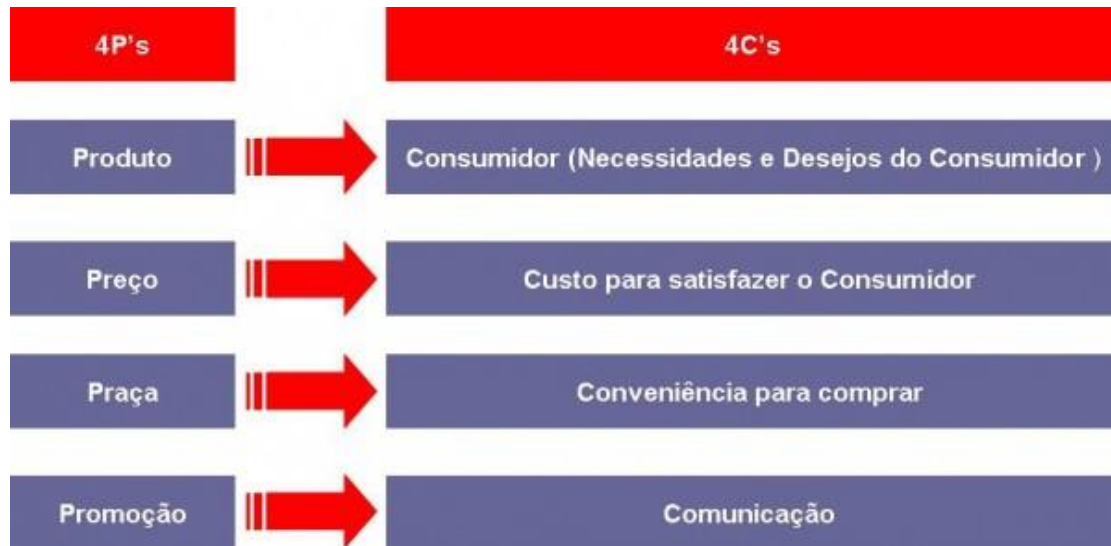 4P's
4C's
Produto
Consumidor (Necessidades e Desejos do Consumidor )
Preço
Custo para satisfazer o Consumidor
Praça
Conveniência para comprar
Promoção
Comunicação